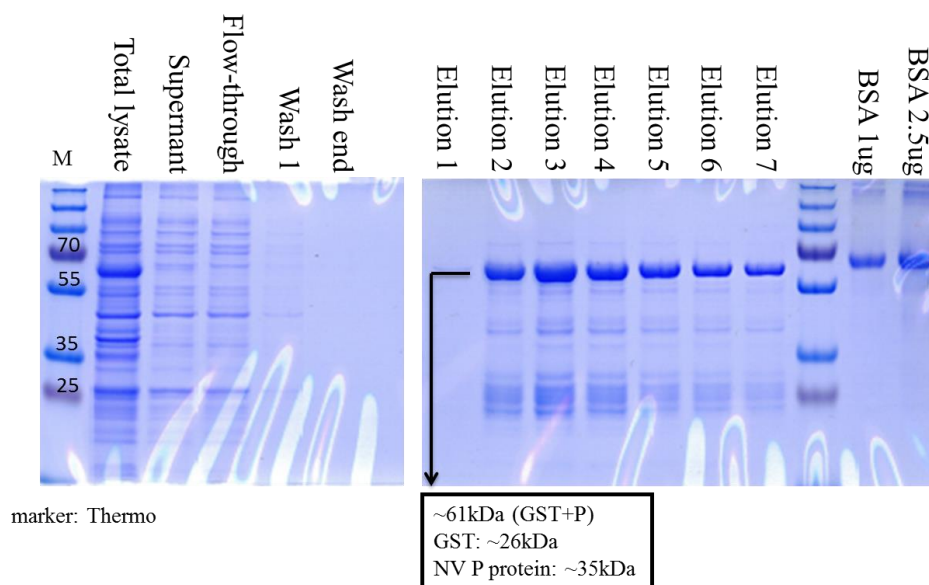 M
Total lysate
Supernant
Flow-through
Wash 1
Wash end
Elution 1
Elution 2
Elution 3
Elution 4
Elution 5
Elution 6
Elution 7
BSA 1ug
BSA 2.5ug
70
55
35
25
marker: Thermo
~61kDa (GST+P)
GST: ~26kDa
NV P protein: ~35kDa